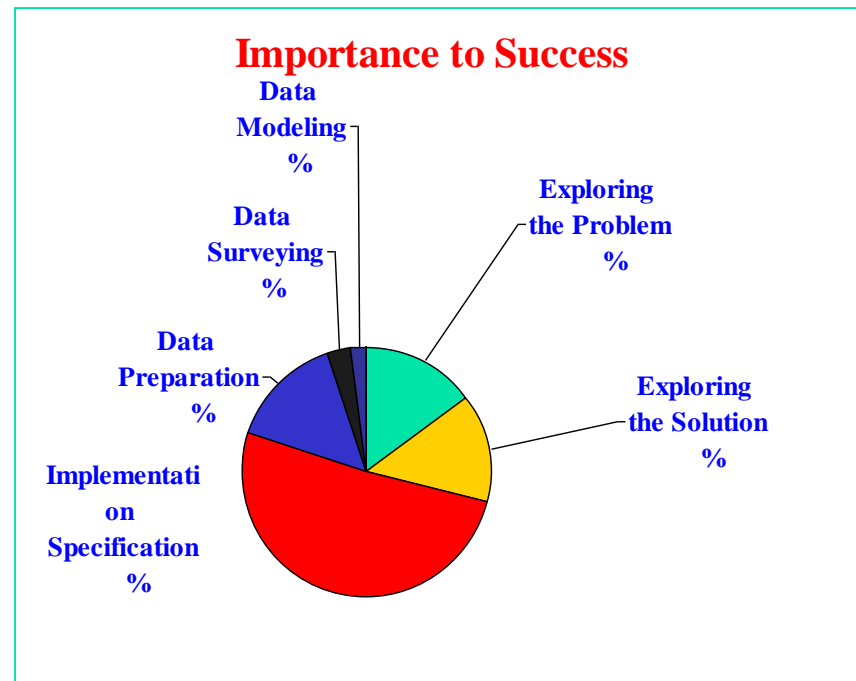 Importance to Success
Data
Modeling
%
Exploring
the Problem
%
Data
Surveying
%
Data
Preparation
%
Exploring
the Solution
%
Implementati
on
Specification
%